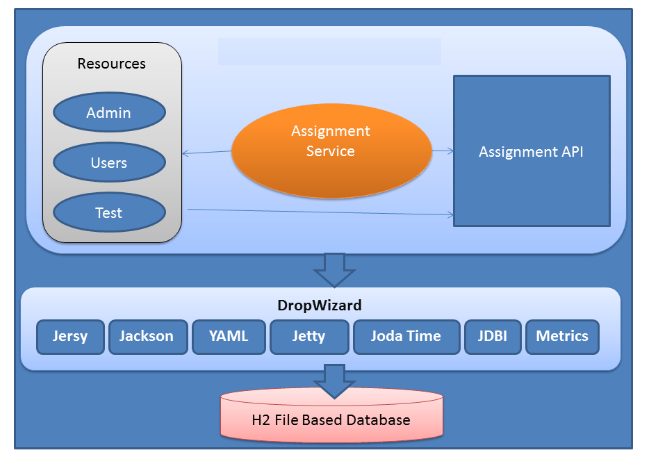 Resources
Admin
Users
Test
Assignment
Service
Assignment API
DropWizard
Jersy
Jackson
YAML
Jetty
Joda Time
JDBI
Metrics
H2 File Based Database